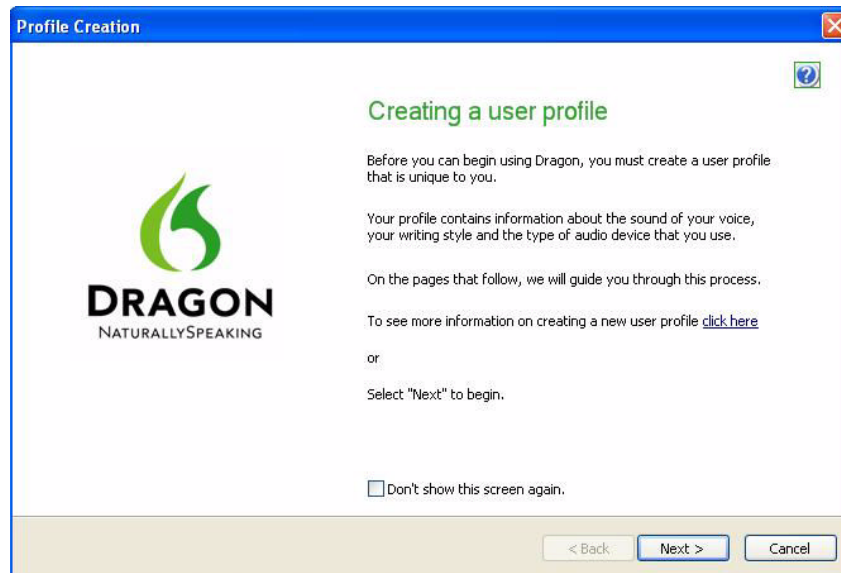 Profile Creation
Creating a user profile
Before you can begin using Dragon, you must create a user profile
that is unique to you.
Your profile contains information about the sound of your voice,
your writing style and the type of audio device that you use.
On the pages that follow, we will guide you through this process.
To see more information on creating a new user profile click here
or
Select "Next" to begin.
DRAGON
NATURALLYSPEAKING
Don't show this screen again.
< Back
Next >
Cancel